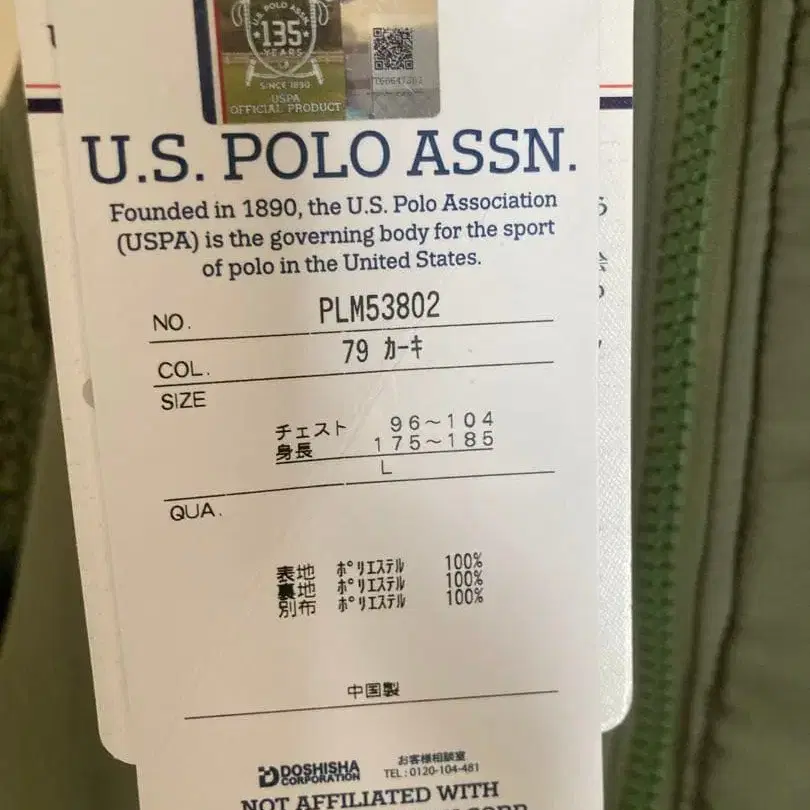 U.S. POLO ASSN.
135
YEARS
SINCE 1890
USPA
OFFICIAL PRODUCT
U.S. POLO ASSN.
Founded in 1890, the U.S. Polo Association
(USPA) is the governing body for the sport
of polo in the United States.
NO. PLM53802
COL. 79 カーキ
SIZE
チェスト 96～104
身長 175～185
L
QUA.
表地 ポリエステル 100%
裏地 ポリエステル 100%
別布 ポリエステル 100%
中国製
DOSHISHA
CORPORATION
お客様相談室
TEL:0120-104-481
NOT AFFILIATED WITH